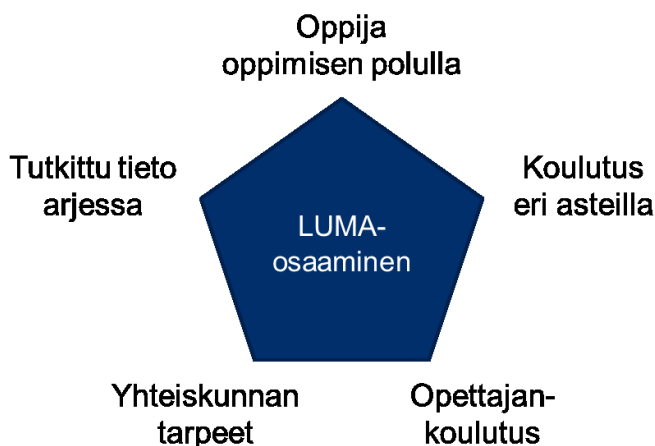 Oppija
oppimisen polulla
Tutkittu tieto
arjessa
Koulutus
eri asteilla
LUMA-
osaaminen
Yhteiskunnan
tarpeet
Opettajan-
koulutus